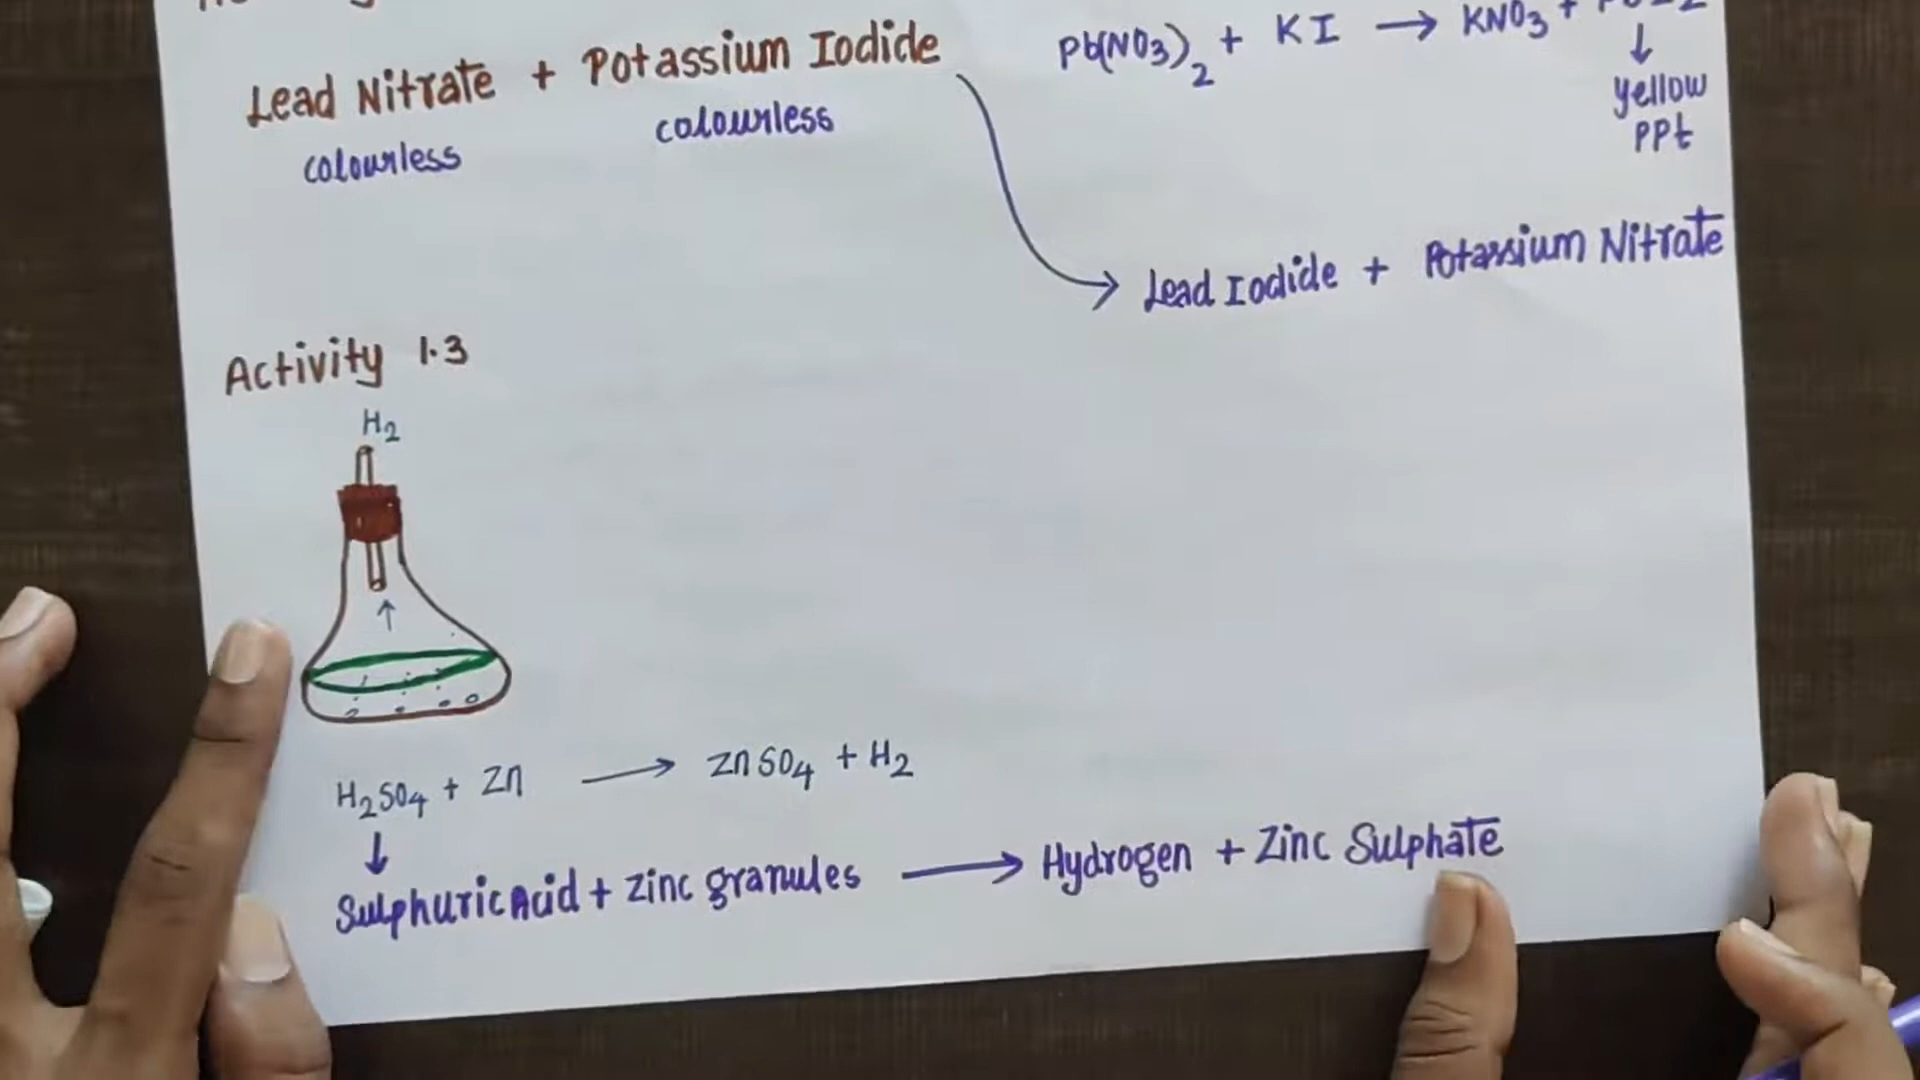 Lead Nitrate + Potassium Iodide
colourless colourless
Pb(NO3)2 + KI → KNO3 +
↓
yellow
PPt
→ Lead Iodide + Potassium Nitrate
Activity 1.3
H2
↑
H2SO4 + Zn → ZnSO4 + H2
↓
Sulphuric Acid + Zinc granules → Hydrogen + Zinc Sulphate